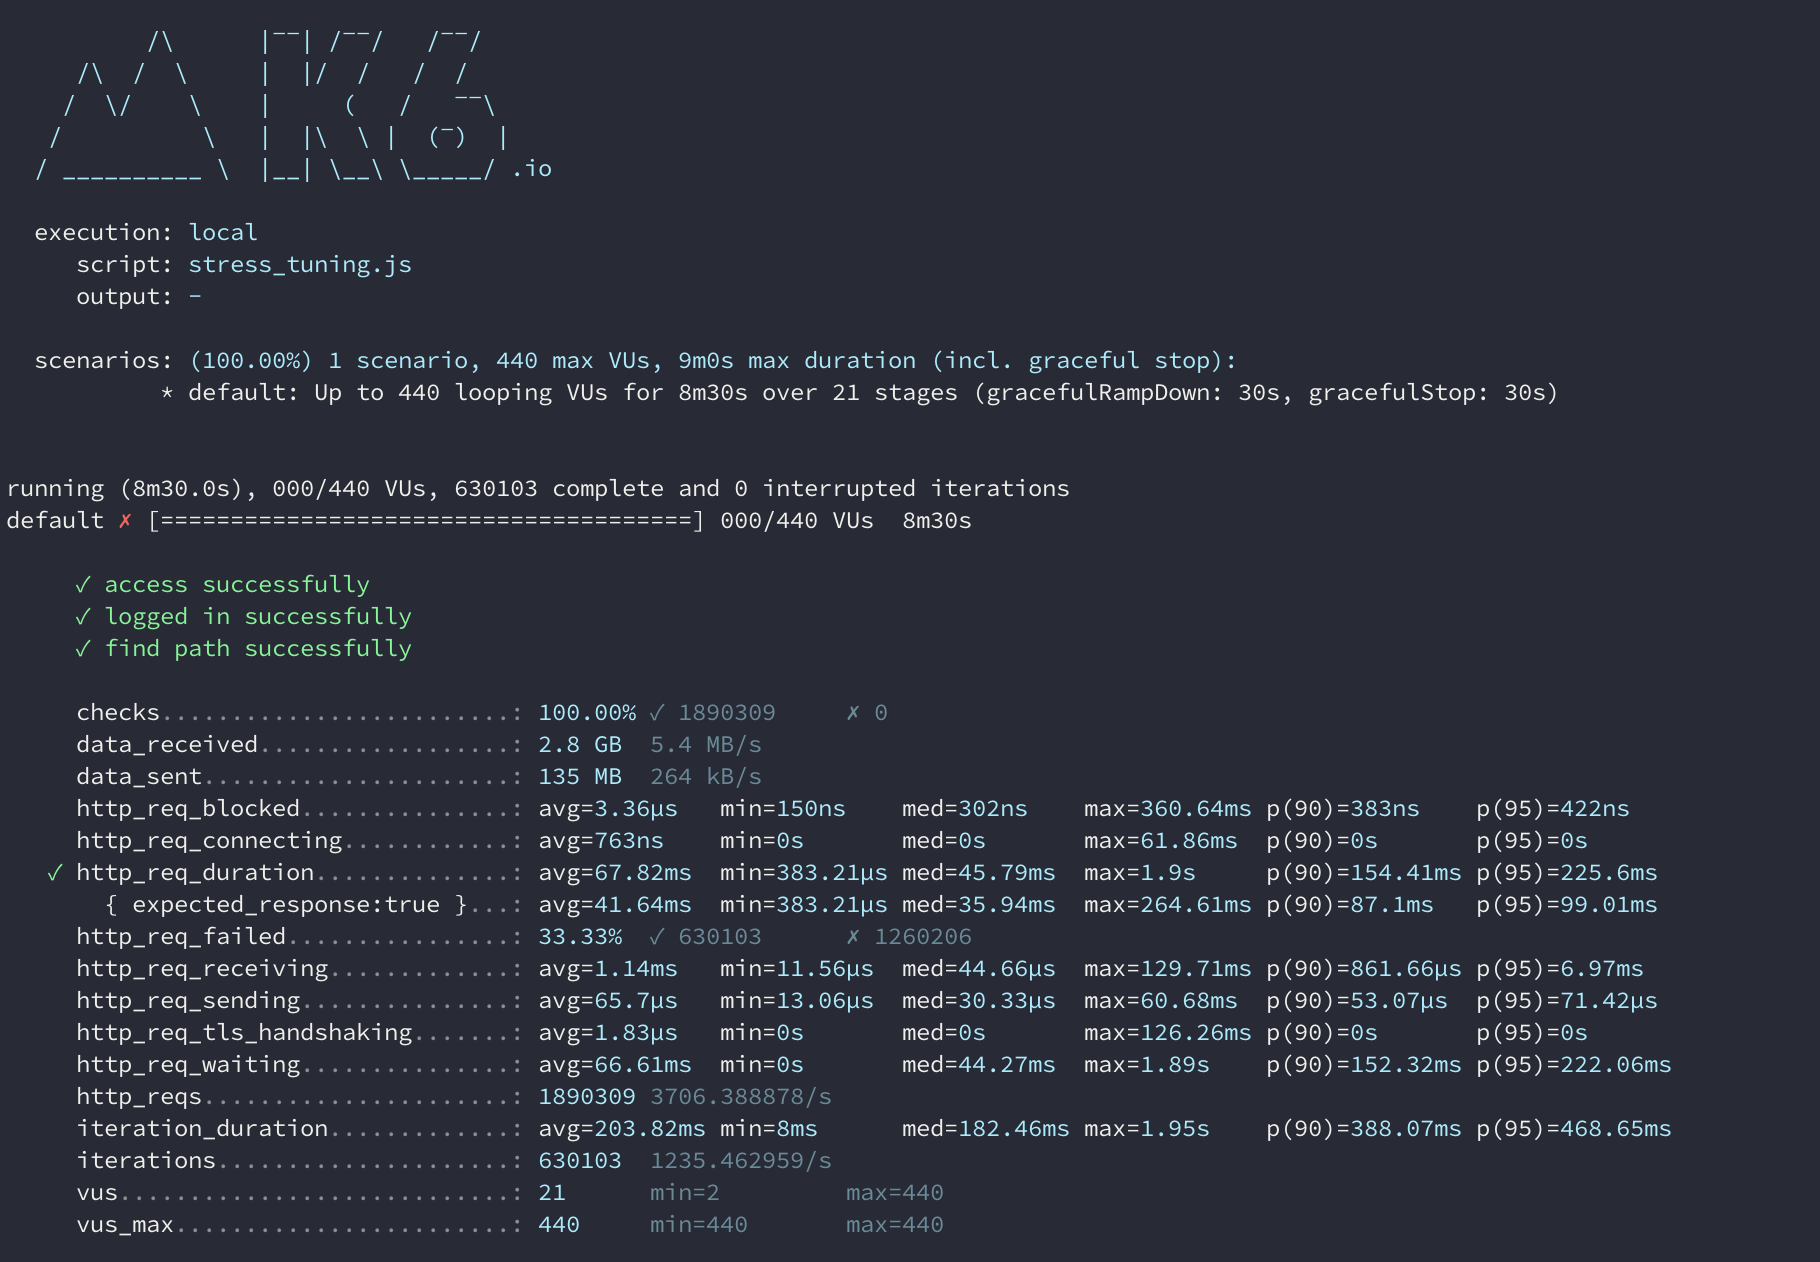 /\      |‾‾| /‾‾/   /‾‾/
     /\  /  \     |  |/  /   /  /
    /  \/    \    |     (   /   ‾‾\
   /          \   |  |\  \ |  (‾)  |
  / __________ \  |__| \__\ \_____/ .io
  execution: local
     script: stress_tuning.js
     output: -
  scenarios: (100.00%) 1 scenario, 440 max VUs, 9m0s max duration (incl. graceful stop):
           * default: Up to 440 looping VUs for 8m30s over 21 stages (gracefulRampDown: 30s, gracefulStop: 30s)
running (8m30.0s), 000/440 VUs, 630103 complete and 0 interrupted iterations
default ✗ [======================================] 000/440 VUs  8m30s
     ✓ access successfully
     ✓ logged in successfully
     ✓ find path successfully
     checks.........................: 100.00% ✓ 1890309     ✗ 0
     data_received..................: 2.8 GB  5.4 MB/s
     data_sent......................: 135 MB  264 kB/s
     http_req_blocked...............: avg=3.36µs   min=150ns    med=302ns    max=360.64ms p(90)=383ns    p(95)=422ns
     http_req_connecting............: avg=763ns    min=0s       med=0s       max=61.86ms  p(90)=0s       p(95)=0s
   ✓ http_req_duration..............: avg=67.82ms  min=383.21µs med=45.79ms  max=1.9s     p(90)=154.41ms p(95)=225.6ms
       { expected_response:true }...: avg=41.64ms  min=383.21µs med=35.94ms  max=264.61ms p(90)=87.1ms   p(95)=99.01ms
     http_req_failed................: 33.33%  ✓ 630103      ✗ 1260206
     http_req_receiving.............: avg=1.14ms   min=11.56µs  med=44.66µs  max=129.71ms p(90)=861.66µs p(95)=6.97ms
     http_req_sending...............: avg=65.7µs   min=13.06µs  med=30.33µs  max=60.68ms  p(90)=53.07µs  p(95)=71.42µs
     http_req_tls_handshaking.......: avg=1.83µs   min=0s       med=0s       max=126.26ms p(90)=0s       p(95)=0s
     http_req_waiting...............: avg=66.61ms  min=0s       med=44.27ms  max=1.89s    p(90)=152.32ms p(95)=222.06ms
     http_reqs......................: 1890309 3706.388878/s
     iteration_duration.............: avg=203.82ms min=8ms      med=182.46ms max=1.95s    p(90)=388.07ms p(95)=468.65ms
     iterations.....................: 630103  1235.462959/s
     vus............................: 21      min=2         max=440
     vus_max........................: 440     min=440       max=440